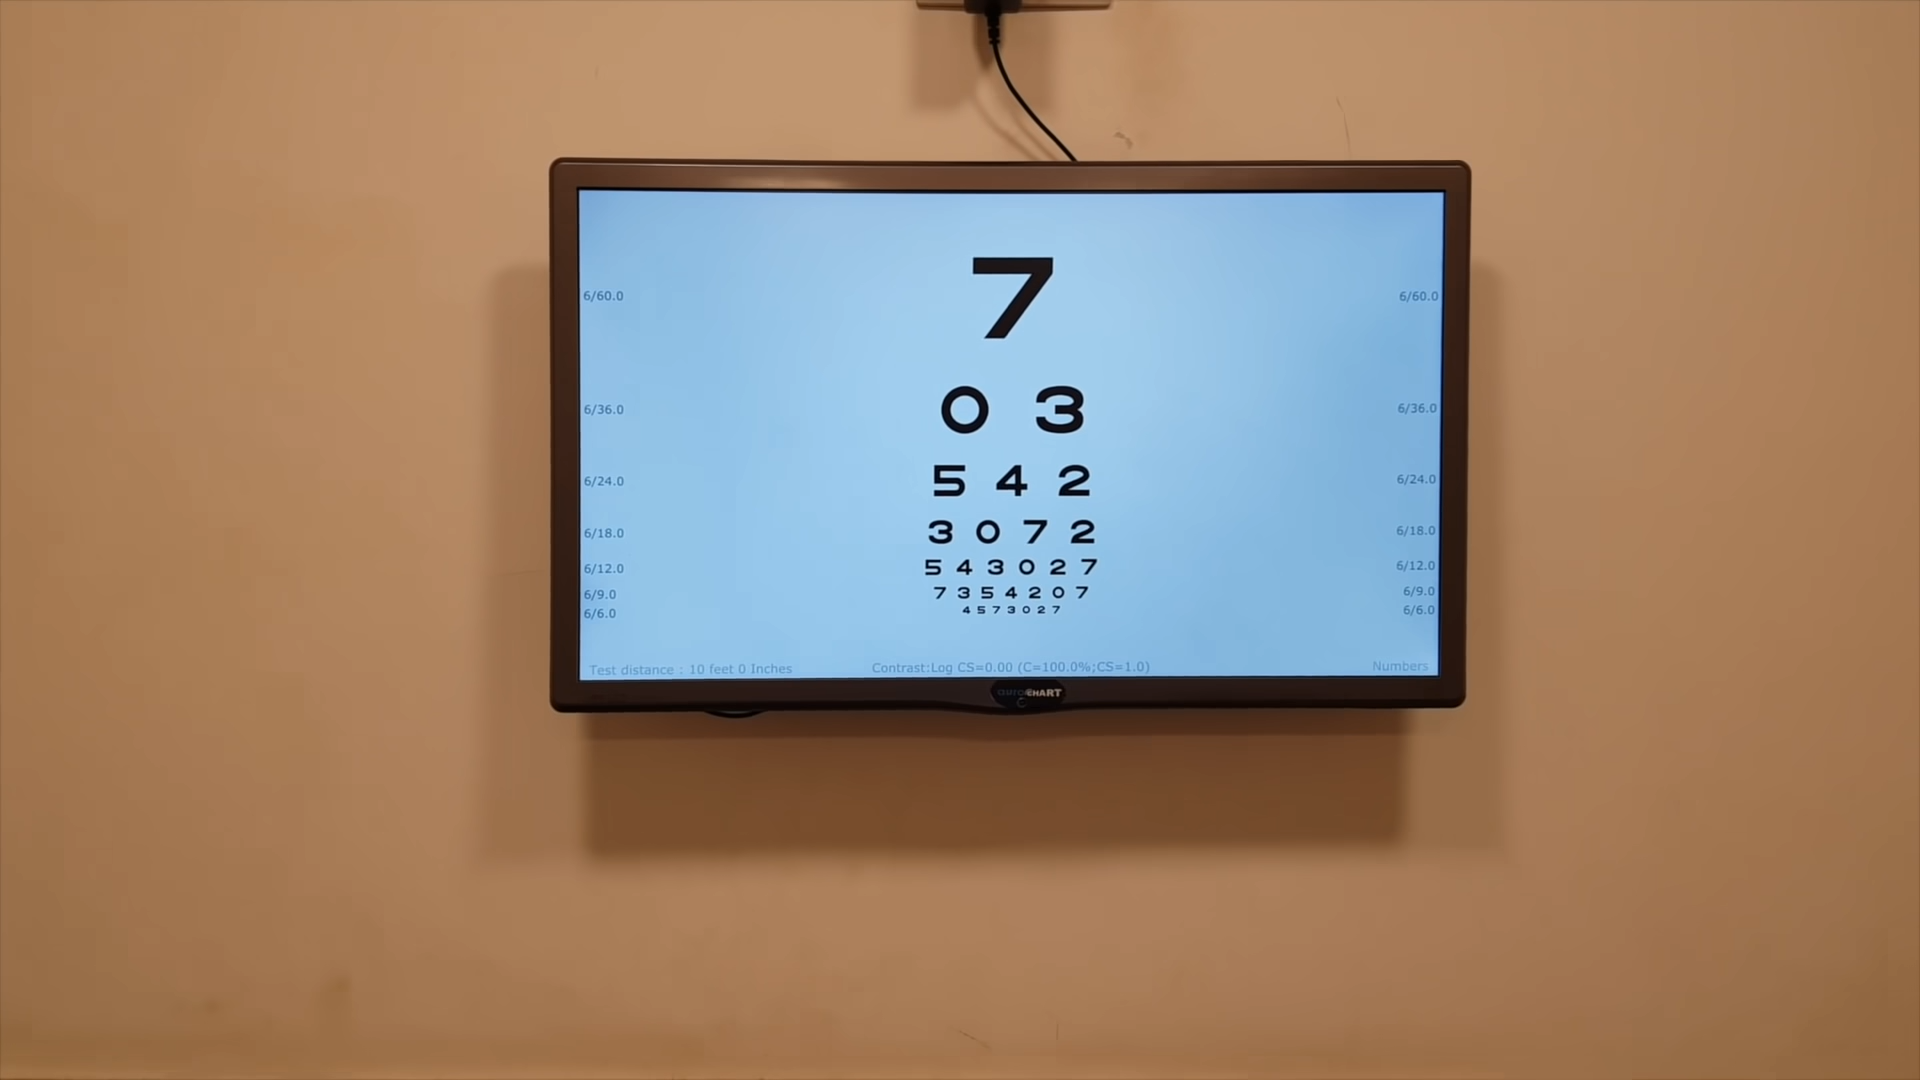 7
6/60.0 6/60.0
0 3
6/36.0 6/36.0
5 4 2
6/24.0 6/24.0
3 0 7 2
6/18.0 6/18.0
5 4 3 0 2 7
6/12.0 6/12.0
7 3 5 4 2 0 7
6/9.0 6/9.0
4 5 7 3 0 2 7
6/6.0 6/6.0
Test distance : 10 feet 0 Inches Contrast:Log CS=0.00 (C=100.0%;CS=1.0) Numbers
auroCHART